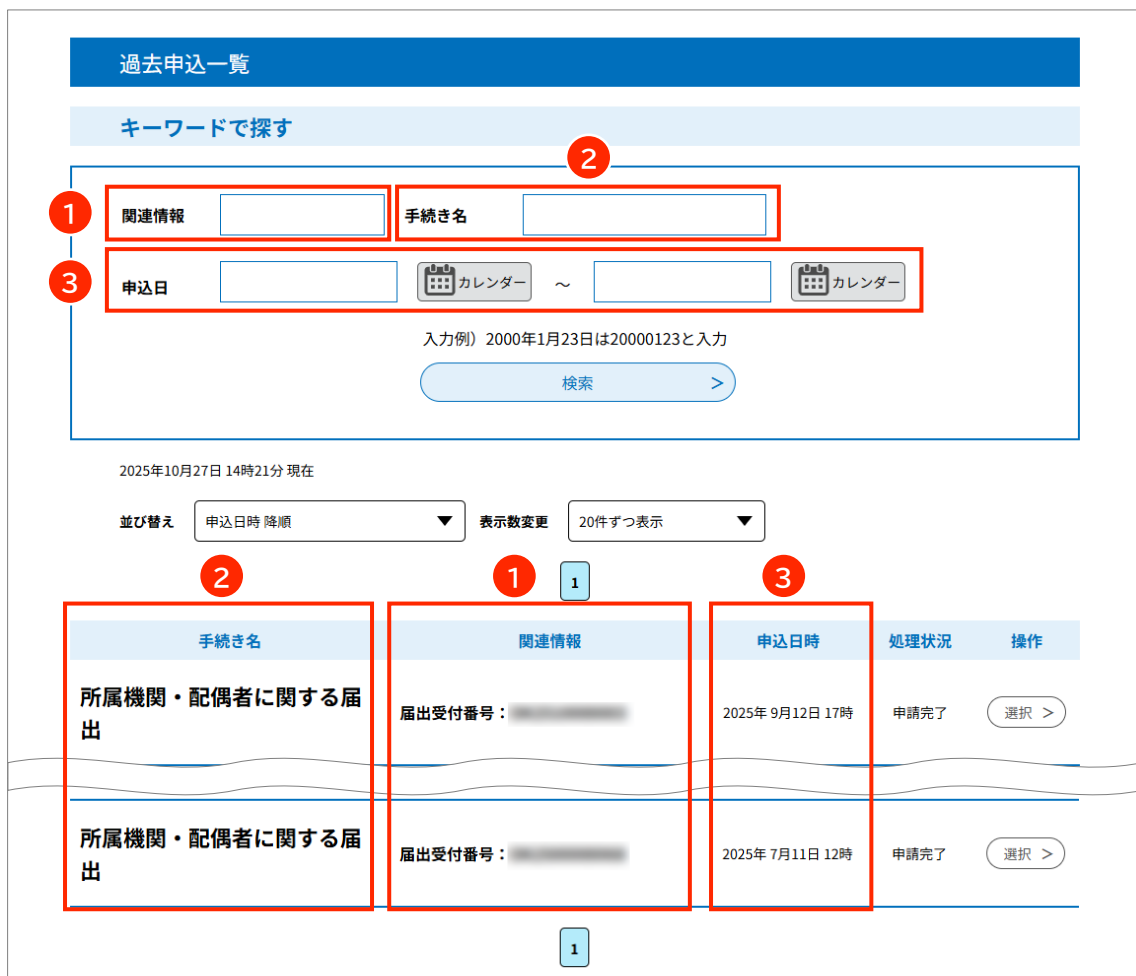 過去申込一覧
キーワードで探す
2
1 関連情報 手続き名
3 申込日 カレンダー ～ カレンダー
入力例）2000年1月23日は20000123と入力
検索 ＞
2025年10月27日 14時21分 現在
並び替え 申込日時 降順 ▼ 表示数変更 20件ずつ表示 ▼
2 1 1 3
手続き名 関連情報 申込日時 処理状況 操作
所属機関・配偶者に関する届
出
届出受付番号： 2025年 9月12日 17時 申請完了 選択 ＞
所属機関・配偶者に関する届
出
届出受付番号： 2025年 7月11日 12時 申請完了 選択 ＞
1